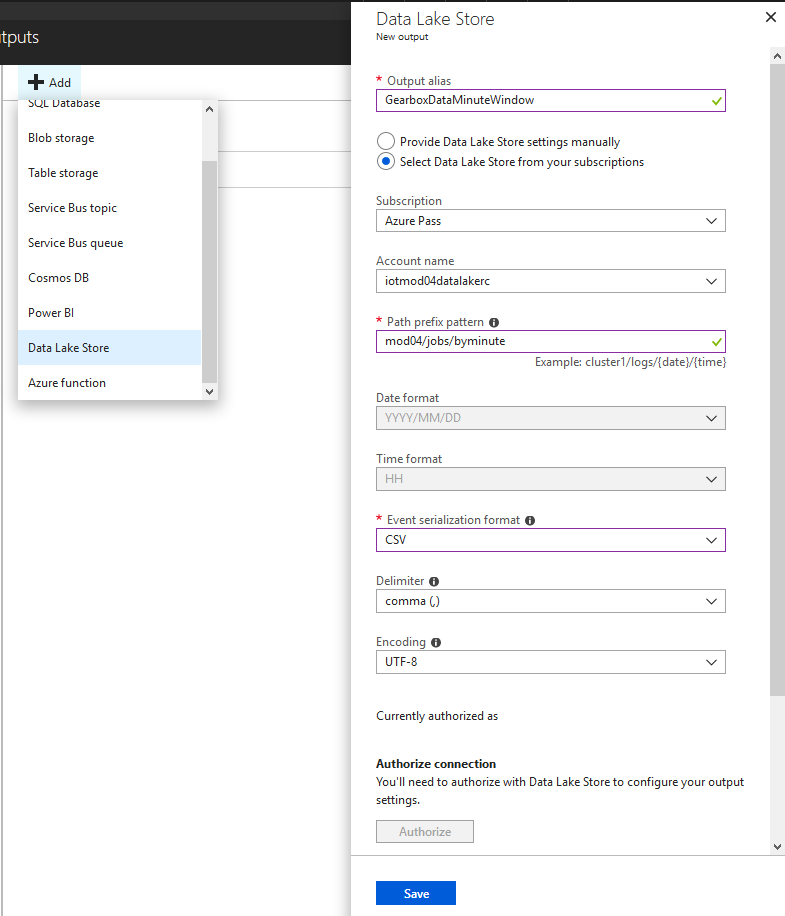 tputs
Add
SQL Database
Blob storage
Table storage
Service Bus topic
Service Bus queue
Cosmos DB
Power BI
Data Lake Store
Azure function
Data Lake Store
New output
* Output alias
GearboxDataMinuteWindow
Provide Data Lake Store settings manually
Select Data Lake Store from your subscriptions
Subscription
Azure Pass
Account name
iotmod04datalakerc
* Path prefix pattern
mod04/jobs/byminute
Example: cluster1/logs/{date}/{time}
Date format
YYYY/MM/DD
Time format
HH
* Event serialization format
CSV
Delimiter
comma (,)
Encoding
UTF-8
Currently authorized as
Authorize connection
You'll need to authorize with Data Lake Store to configure your output
settings.
Authorize
Save